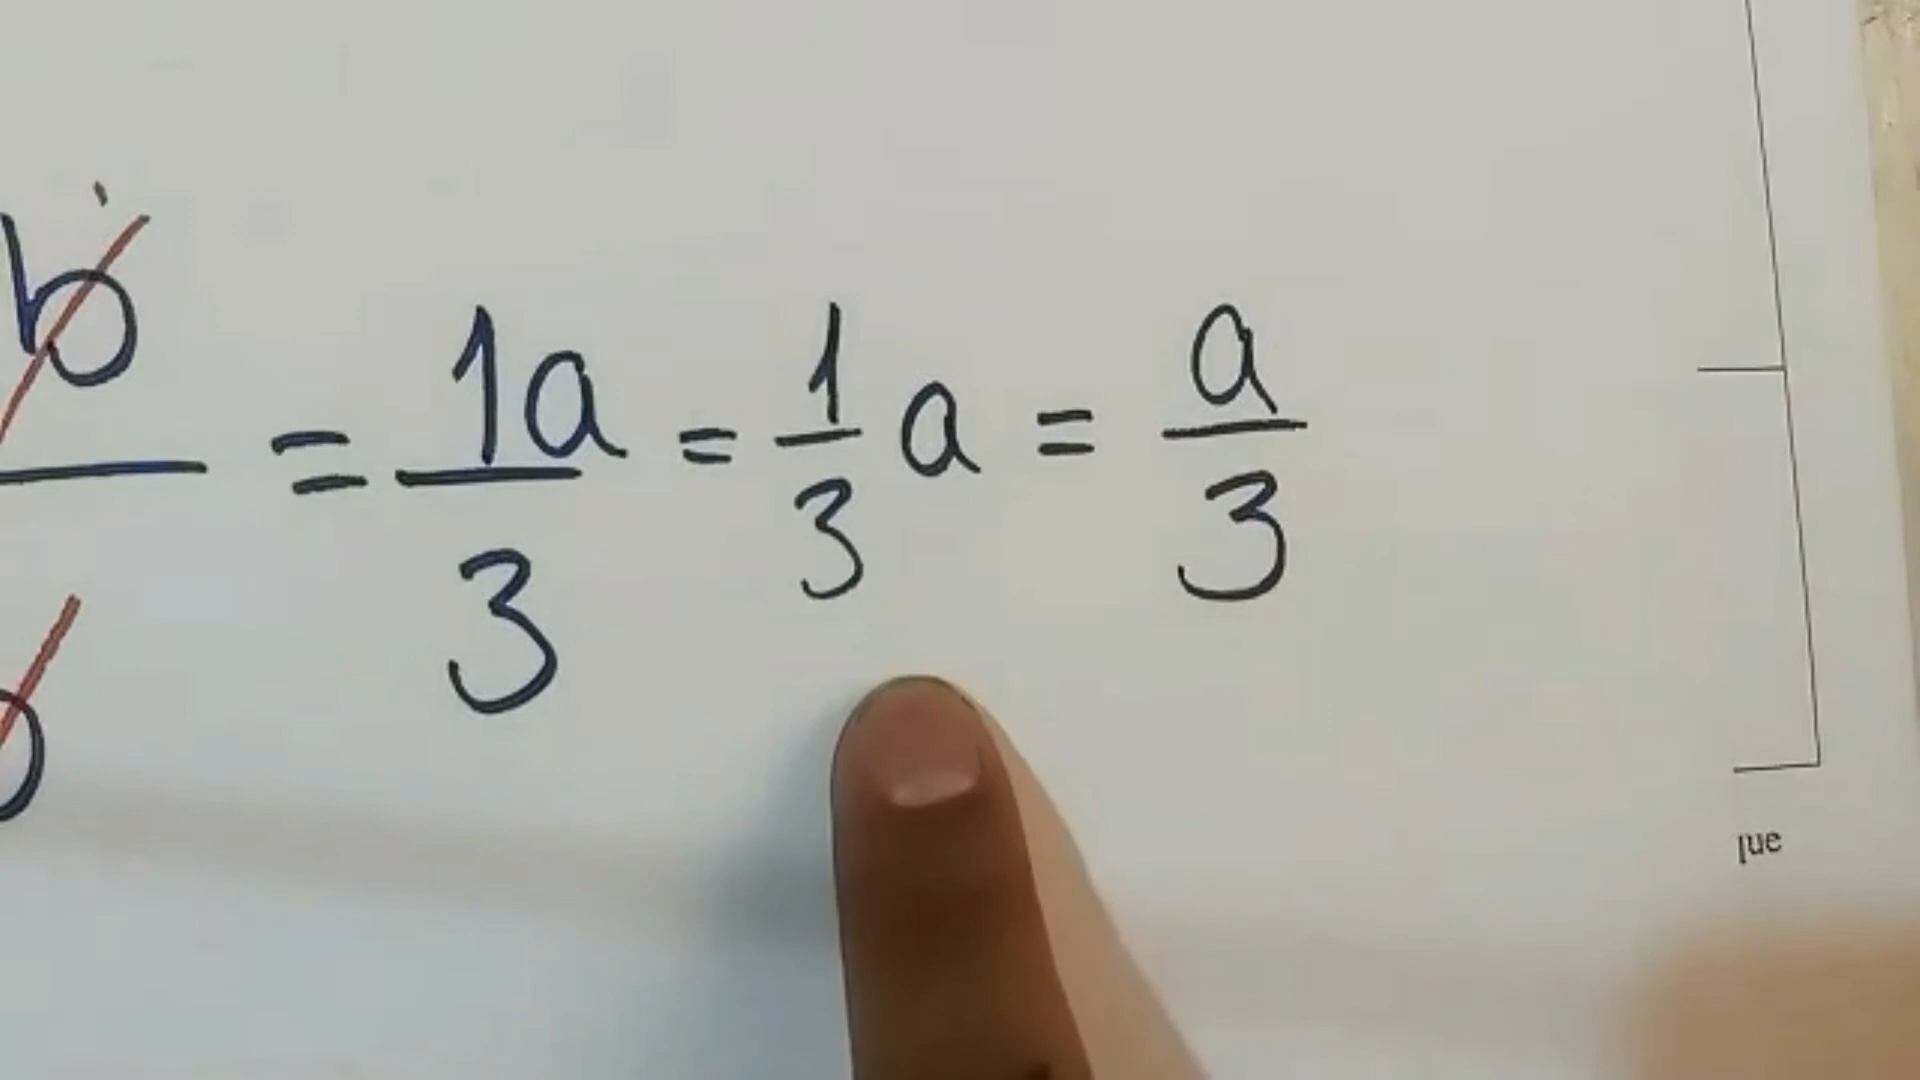 b = 1a/3 = 1/3 a = a/3